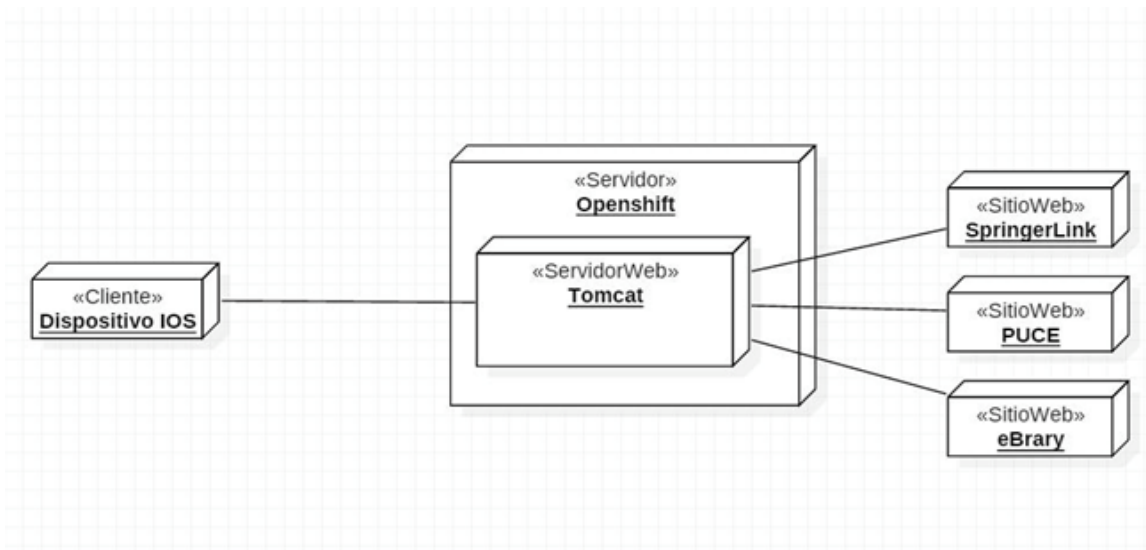 «Servidor»
Openshift
«ServidorWeb»
Tomcat
«Cliente»
Dispositivo IOS
«SitioWeb»
SpringerLink
«SitioWeb»
PUCE
«SitioWeb»
eBrary